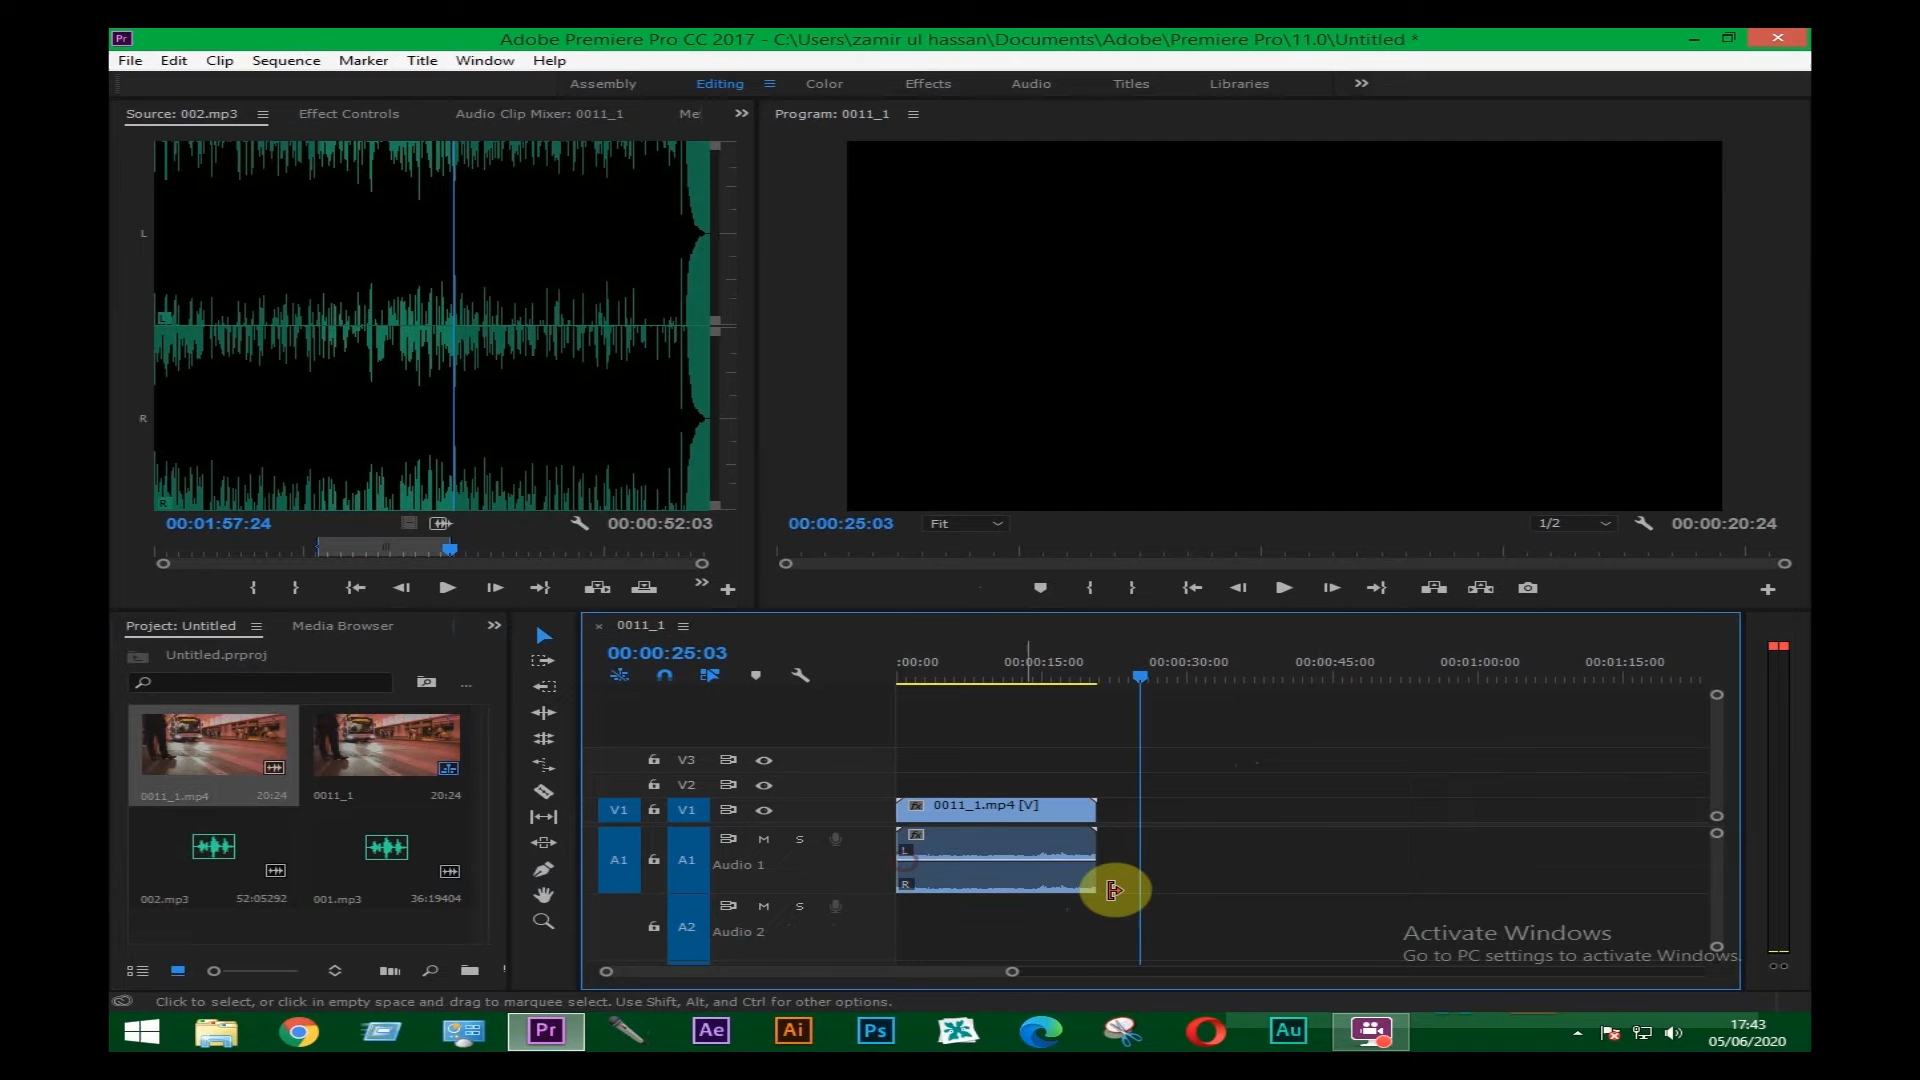 Pr Adobe Premiere Pro CC 2017 - C:\Users\zamir ul hassan\Documents\Adobe\Premiere Pro\11.0\Untitled *
File Edit Clip Sequence Marker Title Window Help
Assembly Editing Color Effects Audio Titles Libraries
Source: 002.mp3 Effect Controls Audio Clip Mixer: 0011_1 Me Program: 0011_1
L
L
R
R
00:01:57:24 00:00:52:03 00:00:25:03 Fit 1/2 00:00:20:24
Project: Untitled Media Browser 0011_1
Untitled.prproj 00:00:25:03 :00:00 00:00:15:00 00:00:30:00 00:00:45:00 00:01:00:00 00:01:15:00
V3
V2
0011_1.mp4 20:24 0011_1 20:24
V1 V1 fx 0011_1.mp4 [V]
M S fx
A1 A1 Audio 1 L
R
002.mp3 52:05292 001.mp3 36:19404
M S
A2 Audio 2
Activate Windows
Go to PC settings to activate Windows.
Click to select, or click in empty space and drag to marquee select. Use Shift, Alt, and Ctrl for other options.
Pr Ae Ai Ps Au
17:43
05/06/2020